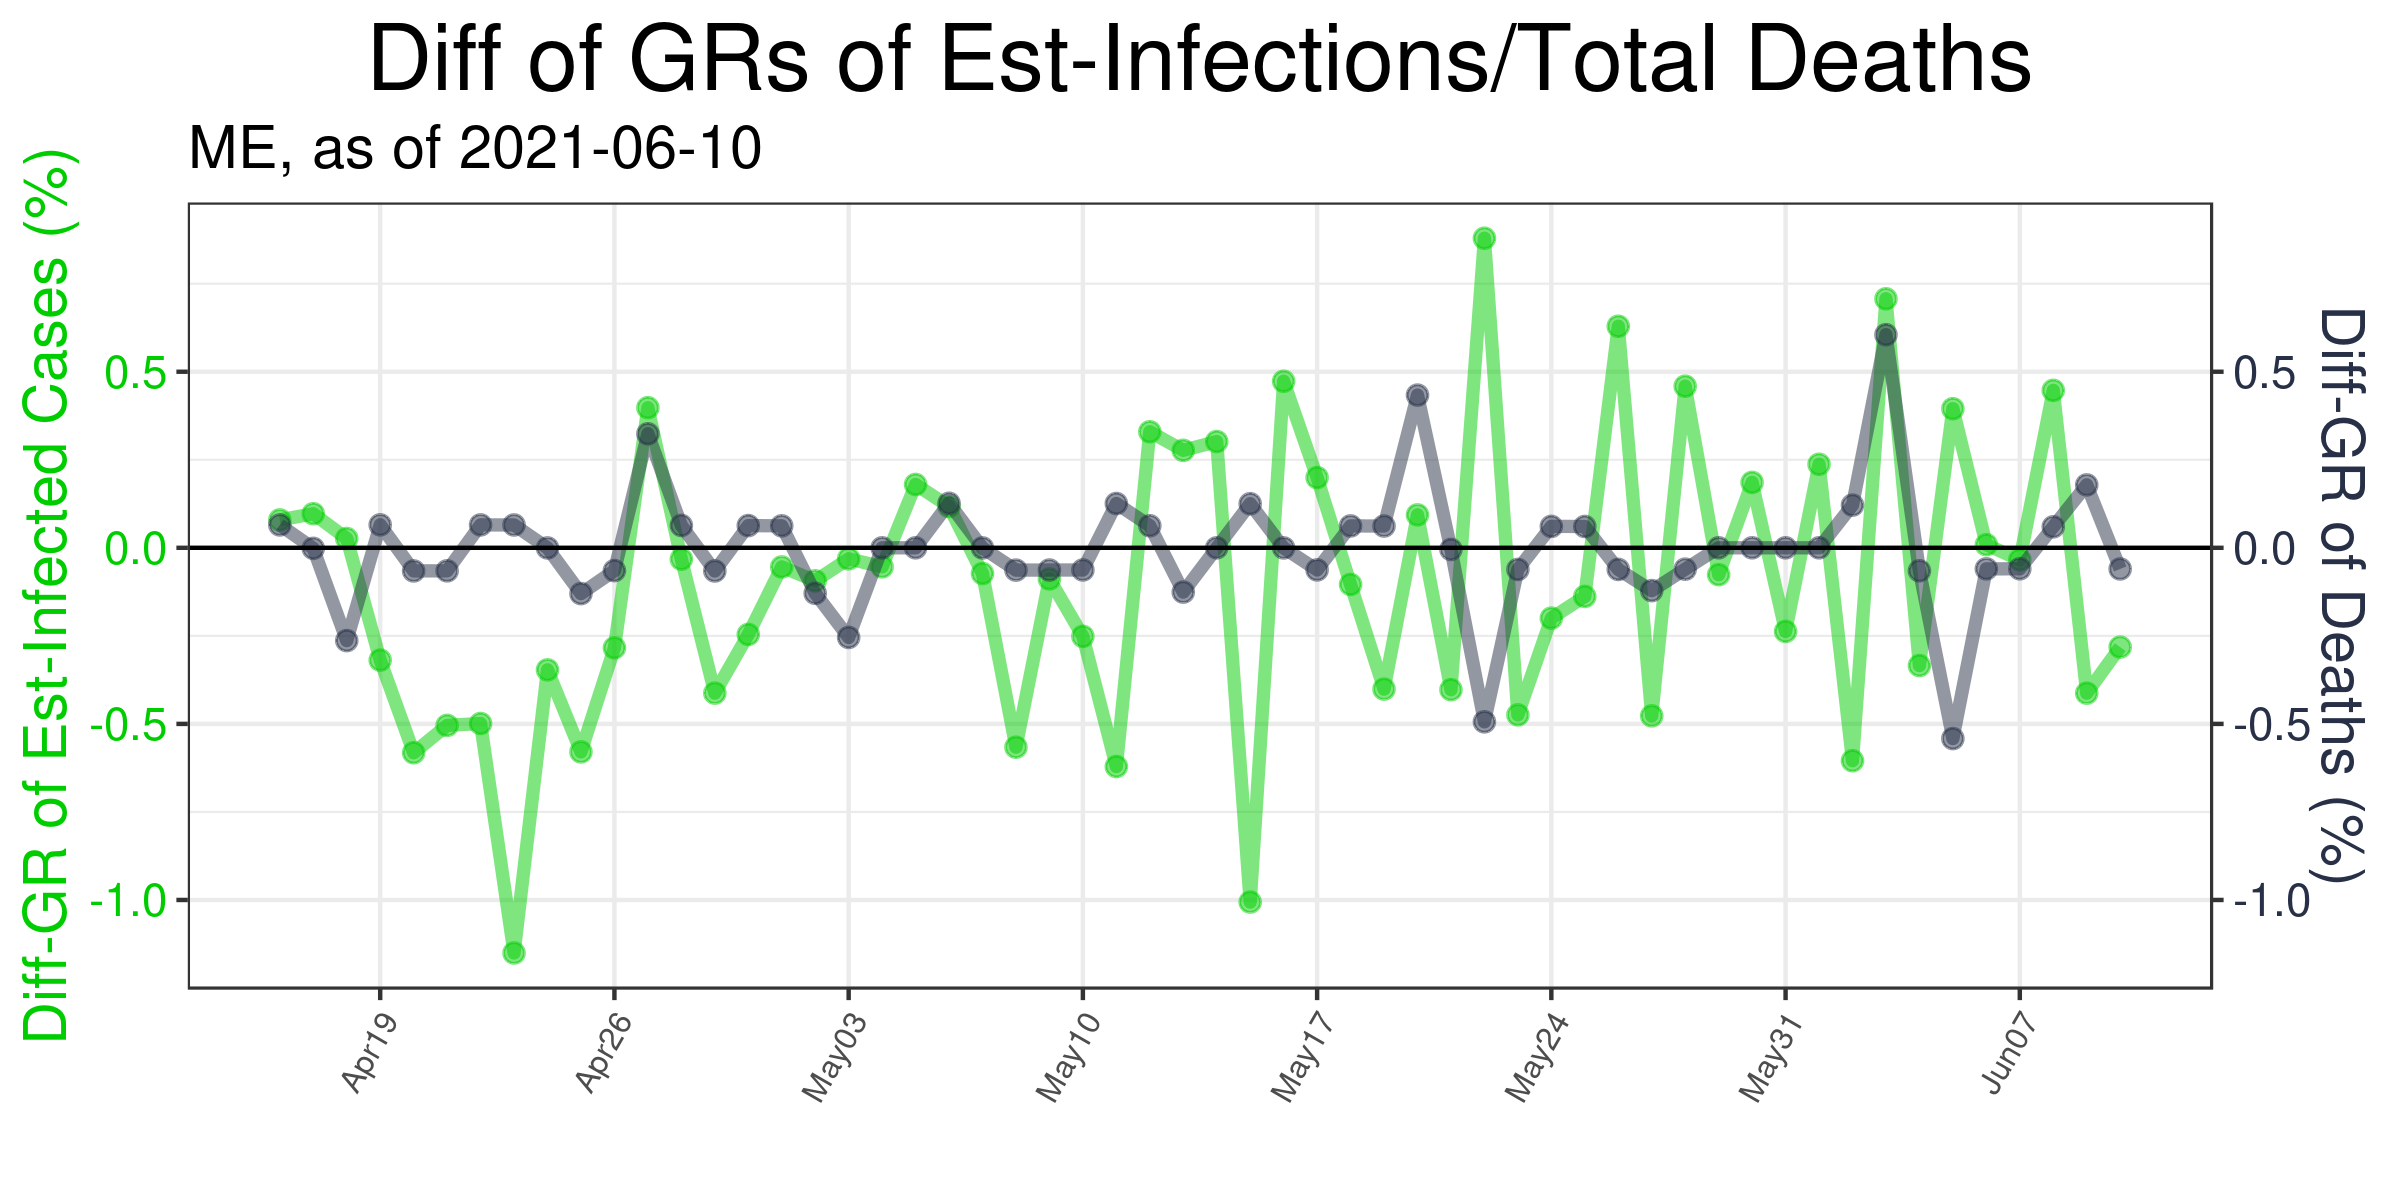 Diff of GRs of Est-Infections/Total Deaths
ME, as of 2021-06-10
Diff-GR of Est-Infected Cases (%)
0.5
0.0
-0.5
-1.0
0.5
0.0
-0.5
-1.0
Diff-GR of Deaths (%)
Apr19
Apr26
May03
May10
May17
May24
May31
Jun07